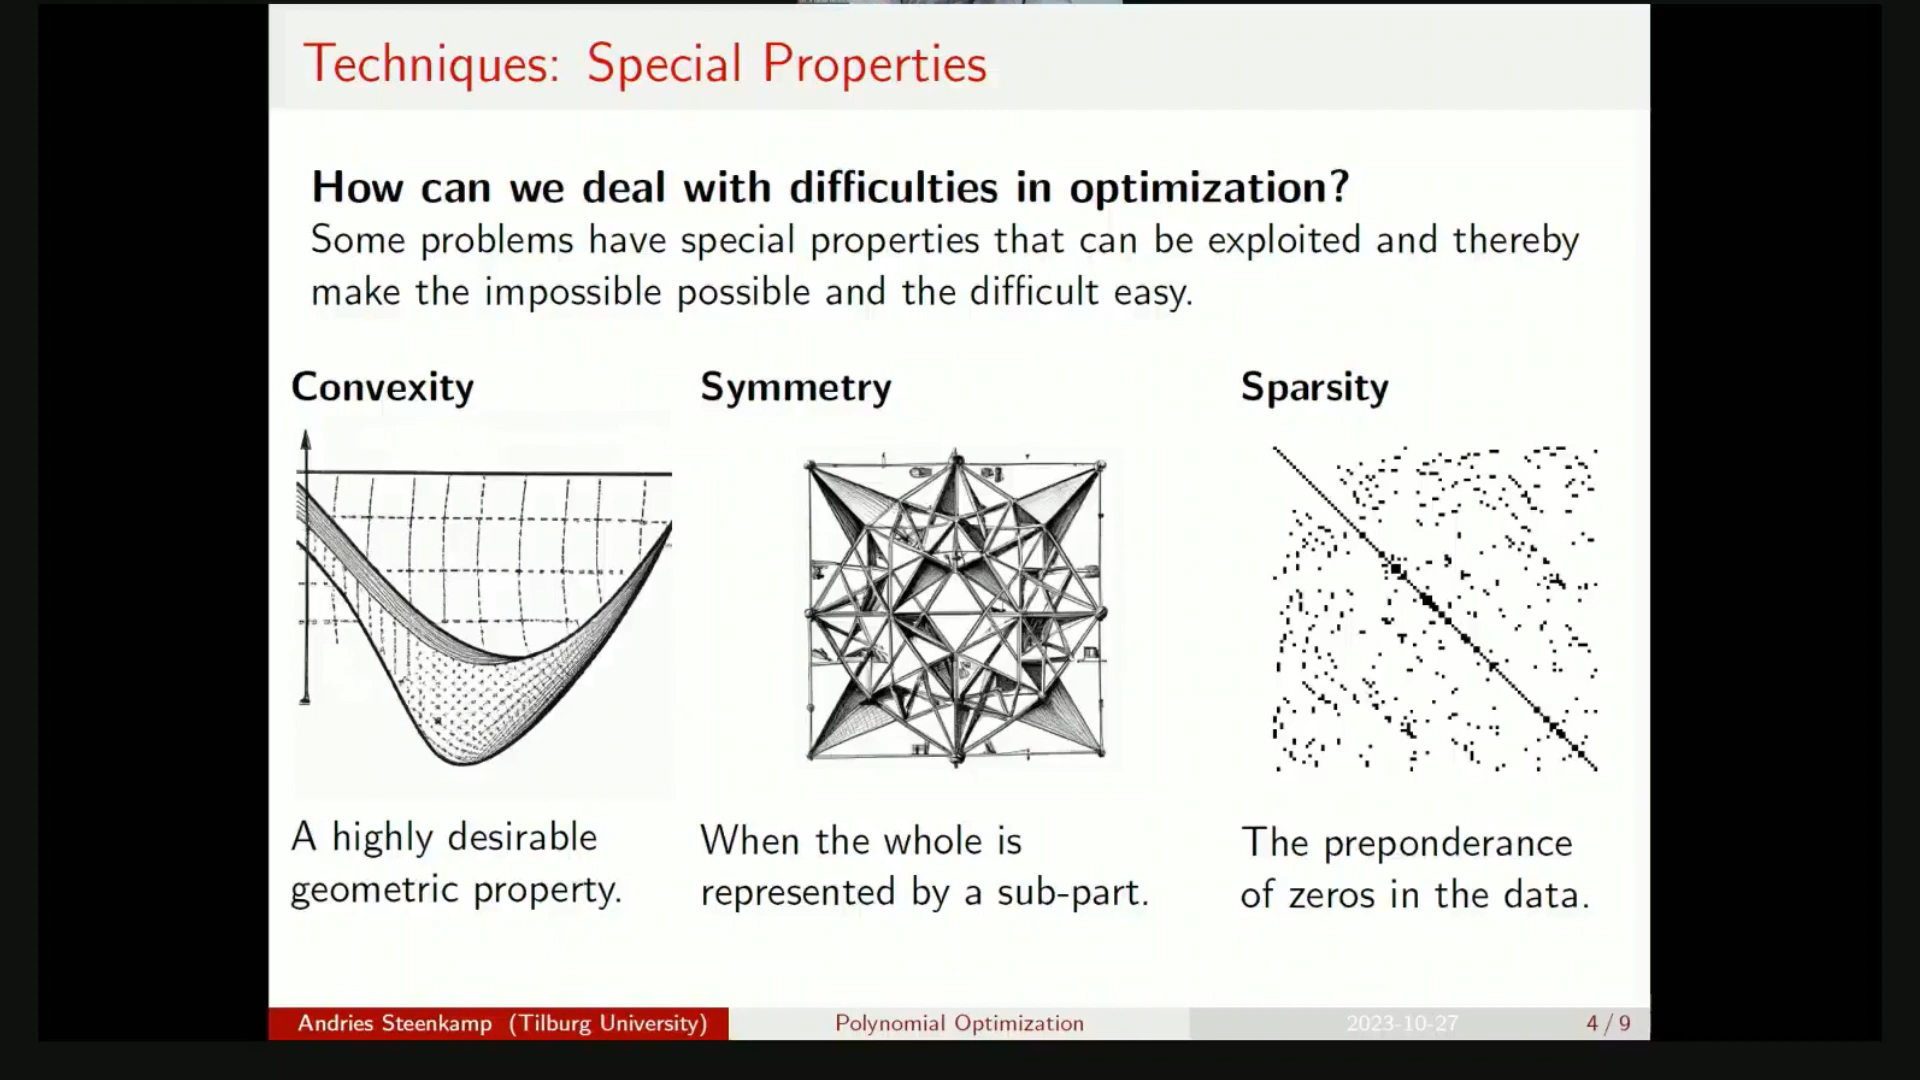 Techniques: Special Properties
How can we deal with difficulties in optimization?
Some problems have special properties that can be exploited and thereby
make the impossible possible and the difficult easy.
Convexity
Symmetry
Sparsity
A highly desirable
geometric property.
When the whole is
represented by a sub-part.
The preponderance
of zeros in the data.
Andries Steenkamp (Tilburg University)
Polynomial Optimization
2023-10-27
4 / 9